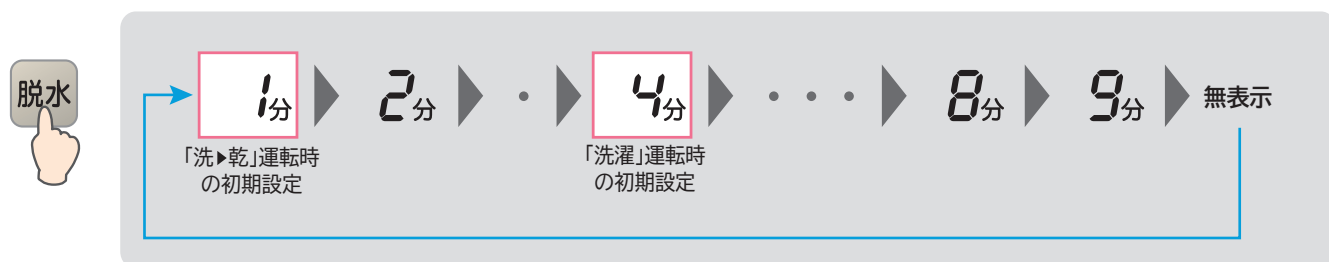 脱水
1分 2分 ・ 4分 ・・・ 8分 9分 無表示
「洗▶乾」運転時
の初期設定
「洗濯」運転時
の初期設定